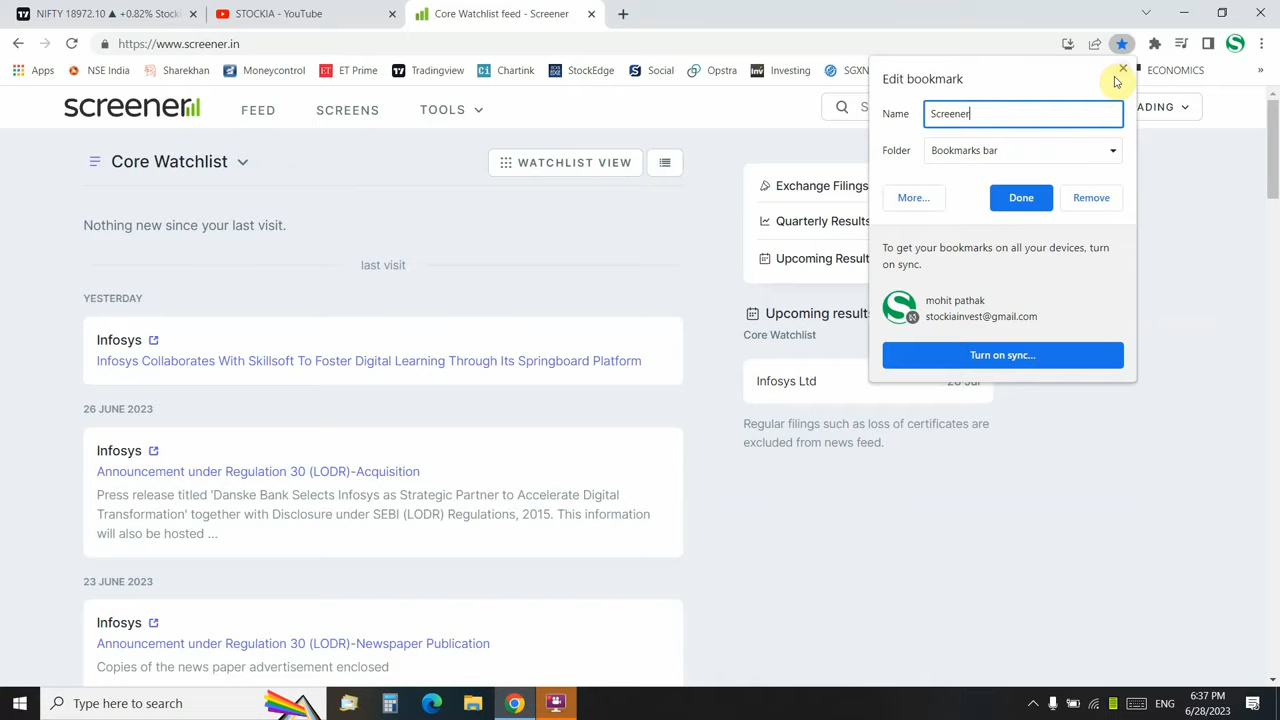 NIFTY 18972.10 ▲ +0.82% Stock
STOCKIA - YouTube
Core Watchlist feed - Screener
https://www.screener.in
Apps
NSE India
Sharekhan
Moneycontrol
ET Prime
Tradingview
Chartink
StockEdge
Social
Opstra
Investing
SGXN
ECONOMICS
»
screener
FEED
SCREENS
TOOLS
ADING
Edit bookmark
Name
Screener
Folder
Bookmarks bar
More...
Done
Remove
To get your bookmarks on all your devices, turn
on sync.
mohit pathak
stockiainvest@gmail.com
Turn on sync...
Core Watchlist
WATCHLIST VIEW
Nothing new since your last visit.
last visit
YESTERDAY
Infosys
Infosys Collaborates With Skillsoft To Foster Digital Learning Through Its Springboard Platform
26 JUNE 2023
Infosys
Announcement under Regulation 30 (LODR)-Acquisition
Press release titled 'Danske Bank Selects Infosys as Strategic Partner to Accelerate Digital
Transformation' together with Disclosure under SEBI (LODR) Regulations, 2015. This information
will also be hosted ...
23 JUNE 2023
Infosys
Announcement under Regulation 30 (LODR)-Newspaper Publication
Copies of the news paper advertisement enclosed
Exchange Filings
Quarterly Results
Upcoming Result
Upcoming results
Core Watchlist
Infosys Ltd
Regular filings such as loss of certificates are
excluded from news feed.
Type here to search
ENG
6:37 PM
6/28/2023